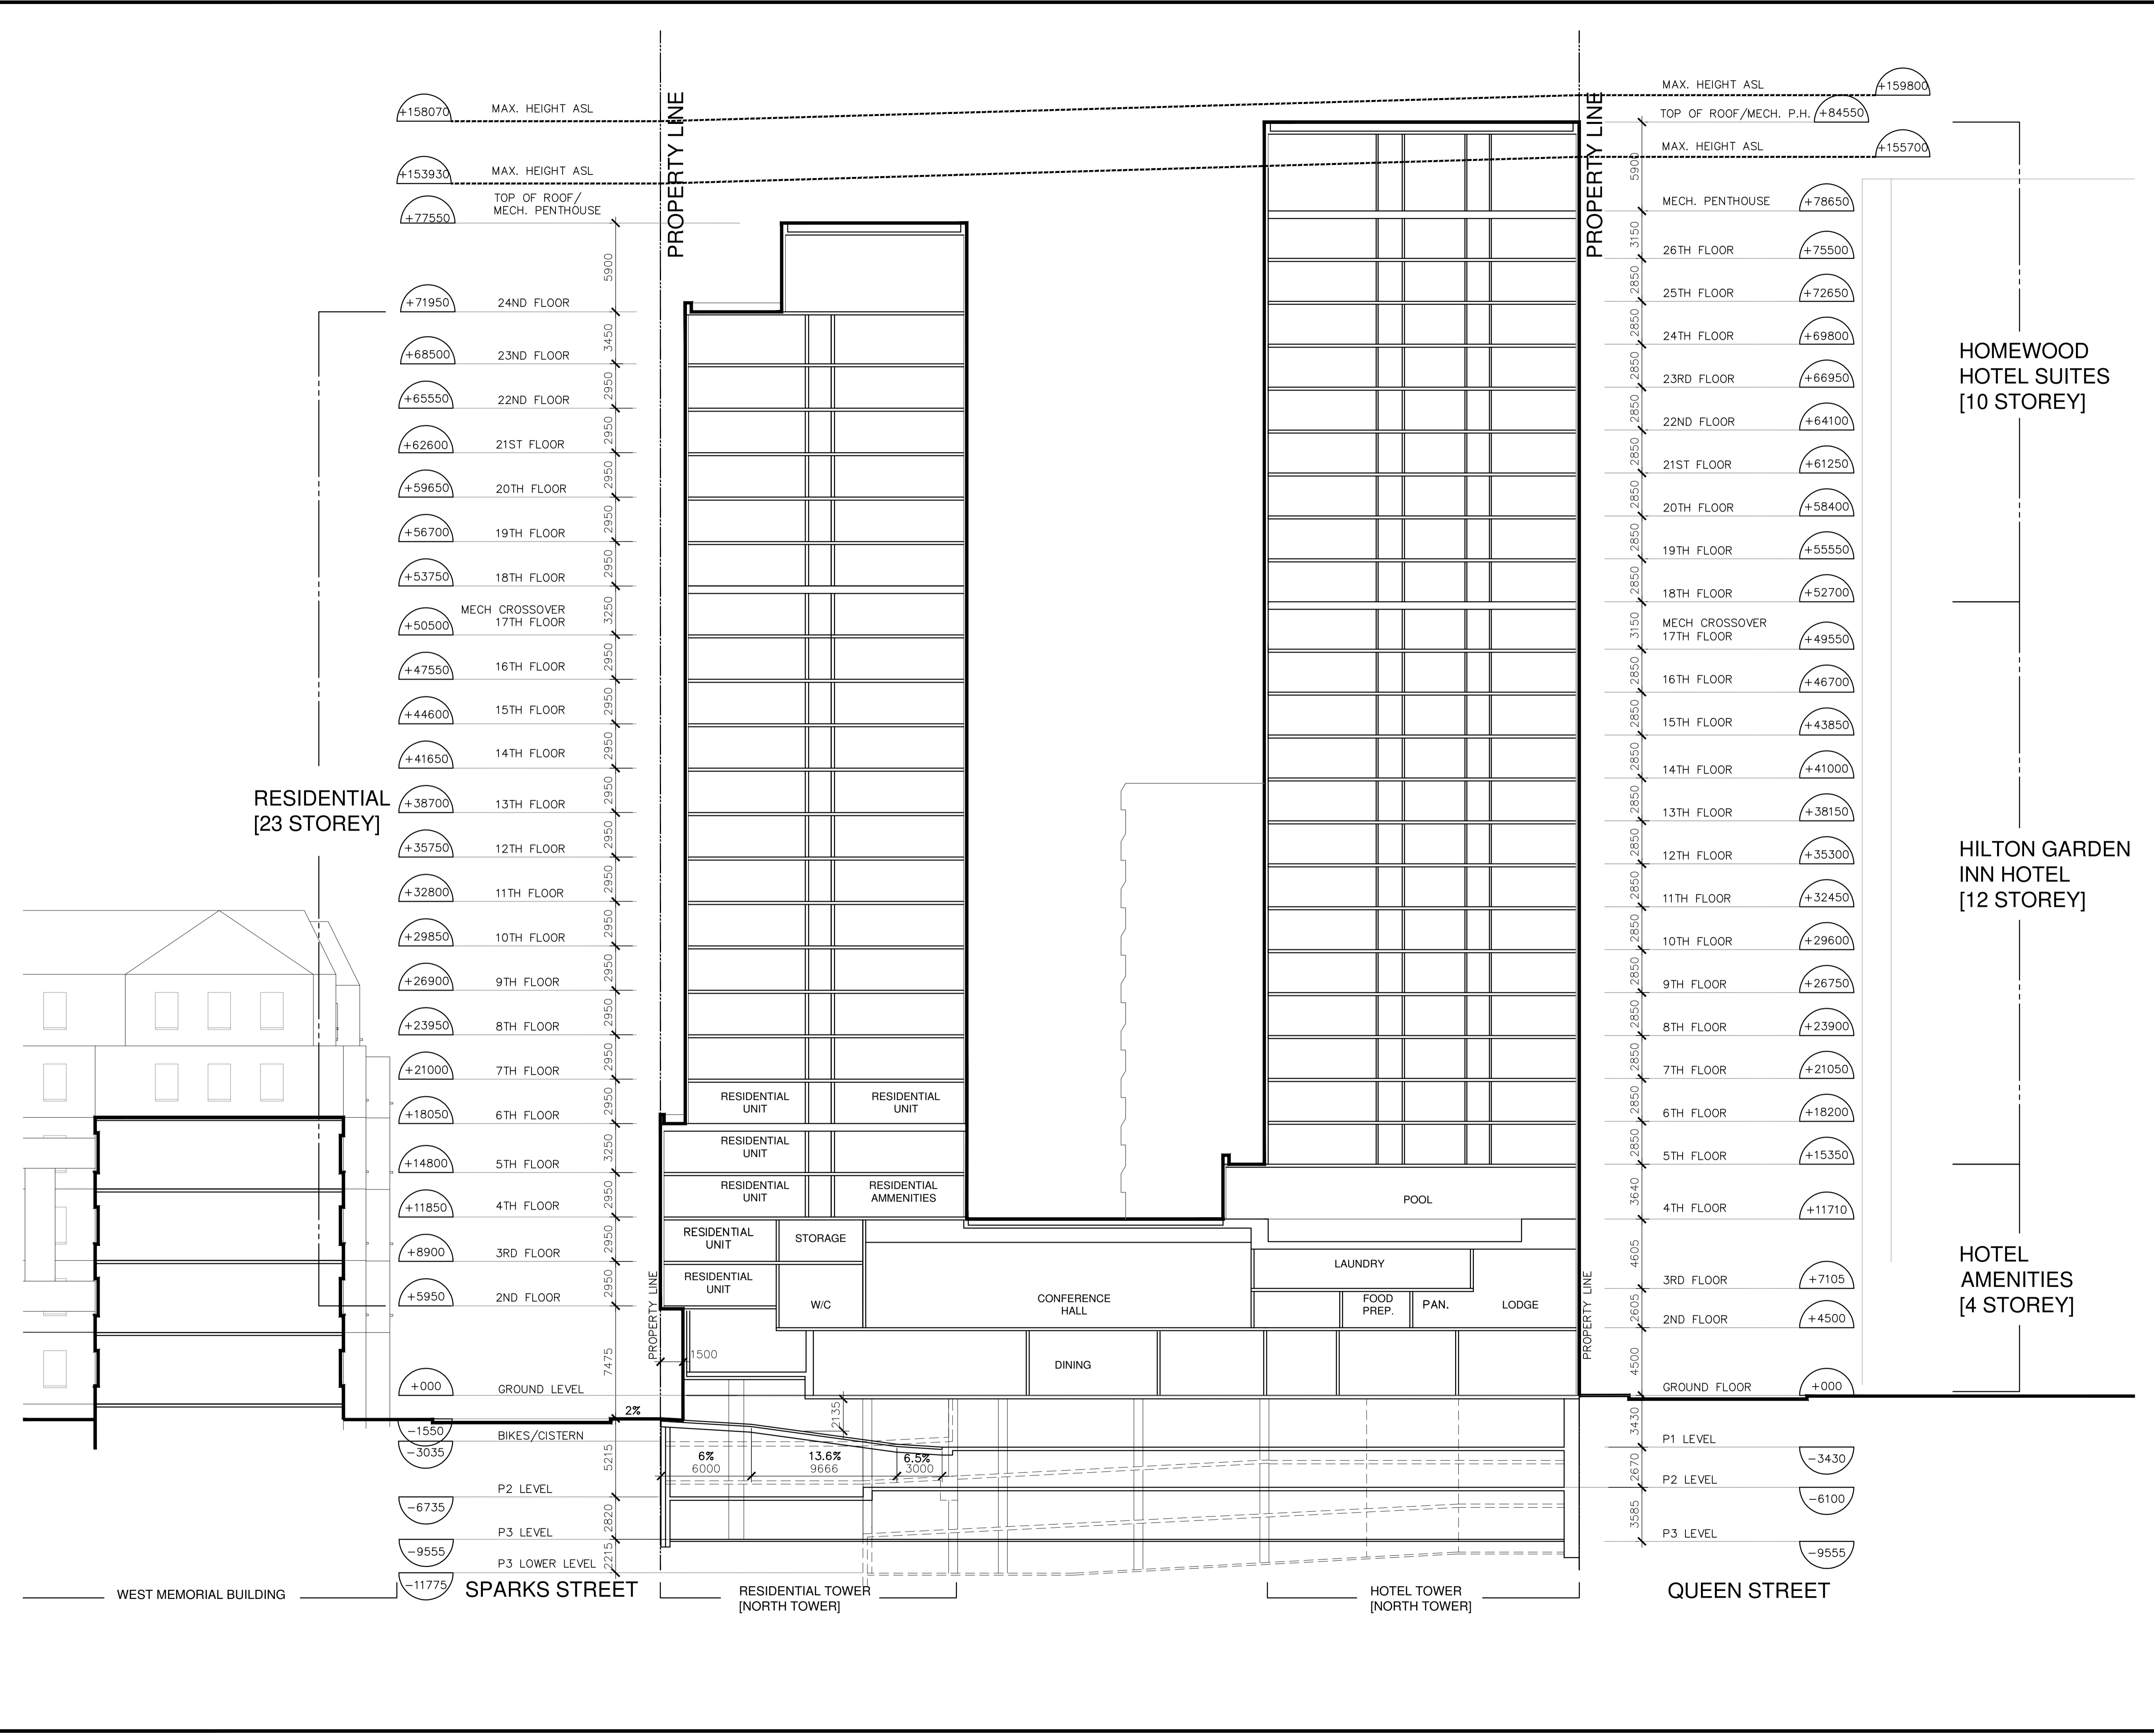 PROPERTY LINE
PROPERTY LINE
+158070 MAX. HEIGHT ASL
+153930 MAX. HEIGHT ASL
TOP OF ROOF/
MECH. PENTHOUSE
+77550
5900
+71950 24ND FLOOR
3450
+68500 23ND FLOOR
2950
+65550 22ND FLOOR
2950
+62600 21ST FLOOR
2950
+59650 20TH FLOOR
2950
+56700 19TH FLOOR
2950
+53750 18TH FLOOR
3250
MECH CROSSOVER
+50500 17TH FLOOR
2950
+47550 16TH FLOOR
2950
+44600 15TH FLOOR
2950
+41650 14TH FLOOR
2950
+38700 13TH FLOOR
2950
+35750 12TH FLOOR
2950
+32800 11TH FLOOR
2950
+29850 10TH FLOOR
2950
+26900 9TH FLOOR
2950
+23950 8TH FLOOR
2950
+21000 7TH FLOOR
2950
+18050 6TH FLOOR
3250
+14800 5TH FLOOR
2950
+11850 4TH FLOOR
2950
+8900 3RD FLOOR
2950
+5950 2ND FLOOR
7475
+000 GROUND LEVEL
2%
-1550
BIKES/CISTERN
-3035
5215
P2 LEVEL
-6735
2820
P3 LEVEL
-9555
2215
P3 LOWER LEVEL
-11775
RESIDENTIAL
[23 STOREY]
WEST MEMORIAL BUILDING
SPARKS STREET
RESIDENTIAL
UNIT
RESIDENTIAL
UNIT
RESIDENTIAL
UNIT
RESIDENTIAL
UNIT
RESIDENTIAL
AMMENITIES
RESIDENTIAL
UNIT
STORAGE
RESIDENTIAL
UNIT
W/C
CONFERENCE
HALL
POOL
LAUNDRY
FOOD
PREP.
PAN.
LODGE
DINING
PROPERTY LINE
PROPERTY LINE
1500
2135
6% 13.6% 6.5%
6000 9666 3000
RESIDENTIAL TOWER
[NORTH TOWER]
HOTEL TOWER
[NORTH TOWER]
QUEEN STREET
MAX. HEIGHT ASL +159800
TOP OF ROOF/MECH. P.H. +84550
MAX. HEIGHT ASL +155700
5900
MECH. PENTHOUSE +78650
3150
26TH FLOOR +75500
2850
25TH FLOOR +72650
2850
24TH FLOOR +69800
2850
23RD FLOOR +66950
2850
22ND FLOOR +64100
2850
21ST FLOOR +61250
2850
20TH FLOOR +58400
2850
19TH FLOOR +55550
2850
18TH FLOOR +52700
3150
MECH CROSSOVER
17TH FLOOR +49550
2850
16TH FLOOR +46700
2850
15TH FLOOR +43850
2850
14TH FLOOR +41000
2850
13TH FLOOR +38150
2850
12TH FLOOR +35300
2850
11TH FLOOR +32450
2850
10TH FLOOR +29600
2850
9TH FLOOR +26750
2850
8TH FLOOR +23900
2850
7TH FLOOR +21050
2850
6TH FLOOR +18200
2850
5TH FLOOR +15350
3640
4TH FLOOR +11710
4605
3RD FLOOR +7105
2605
2ND FLOOR +4500
4500
GROUND FLOOR +000
3430
P1 LEVEL -3430
2670
P2 LEVEL -6100
3585
P3 LEVEL -9555
HOMEWOOD
HOTEL SUITES
[10 STOREY]
HILTON GARDEN
INN HOTEL
[12 STOREY]
HOTEL
AMENITIES
[4 STOREY]